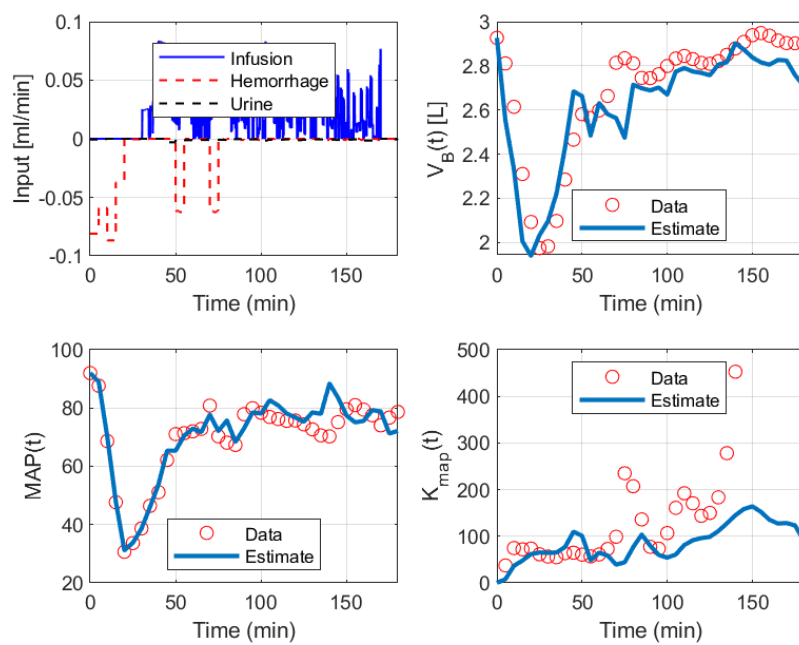 0.1
0.05
0
-0.05
-0.1
Input [ml/min]
Infusion
Hemorrhage
Urine
0 50 100 150
Time (min)
3
2.8
2.6
2.4
2.2
2
V_B(t) [L]
Data
Estimate
0 50 100 150
Time (min)
100
80
60
40
20
MAP(t)
Data
Estimate
0 50 100 150
Time (min)
500
400
300
200
100
0
K_map(t)
Data
Estimate
0 50 100 150
Time (min)